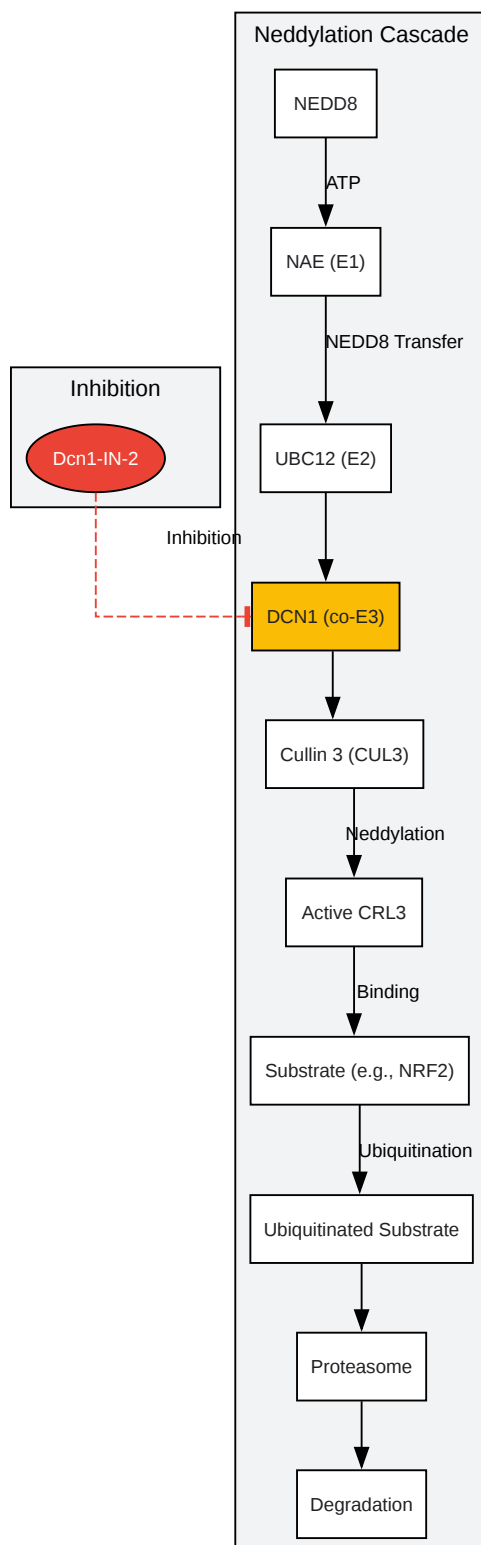 Neddylation Cascade
NEDD8
ATP
NAE (E1)
NEDD8 Transfer
Inhibition
Dcn1-IN-2
UBC12 (E2)
Inhibition
DCN1 (co-E3)
Cullin 3 (CUL3)
Neddylation
Active CRL3
Binding
Substrate (e.g., NRF2)
Ubiquitination
Ubiquitinated Substrate
Proteasome
Degradation